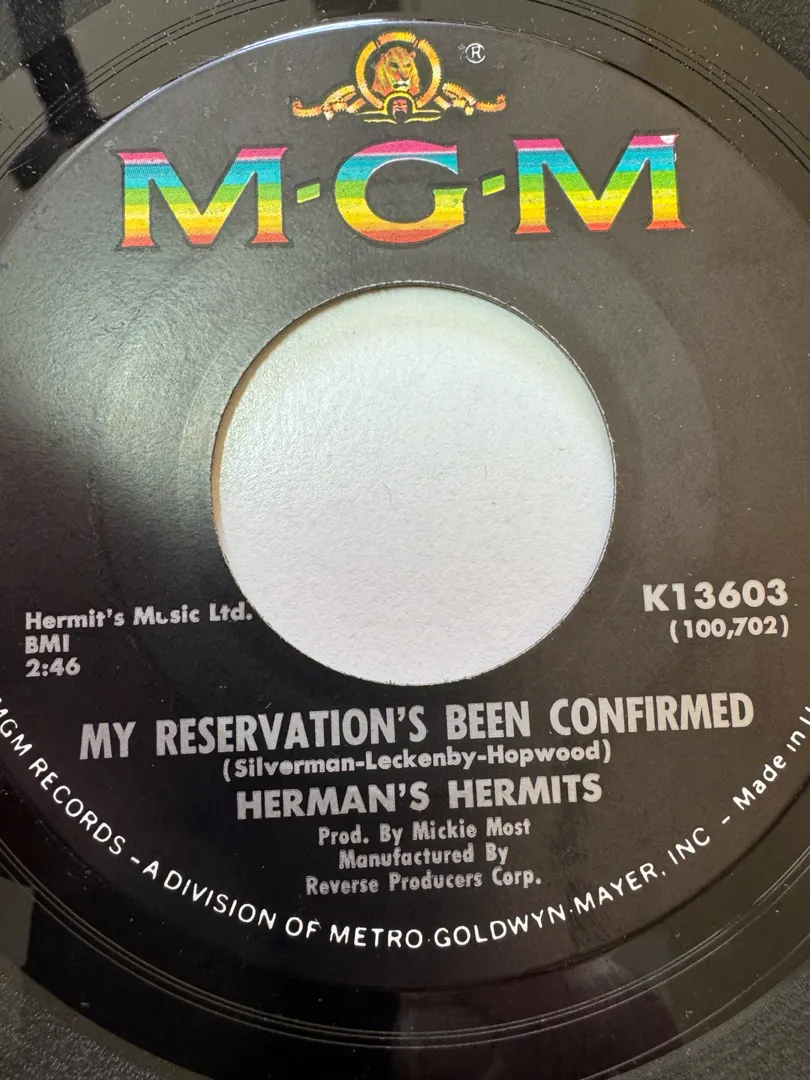 ®
M-G-M
Hermit's Music Ltd.
BMI
2:46
K13603
(100,702)
MY RESERVATION'S BEEN CONFIRMED
(Silverman-Leckenby-Hopwood)
HERMAN'S HERMITS
Prod. By Mickie Most
Manufactured By
Reverse Producers Corp.
MGM RECORDS – A DIVISION OF METRO-GOLDWYN-MAYER, INC – Made in